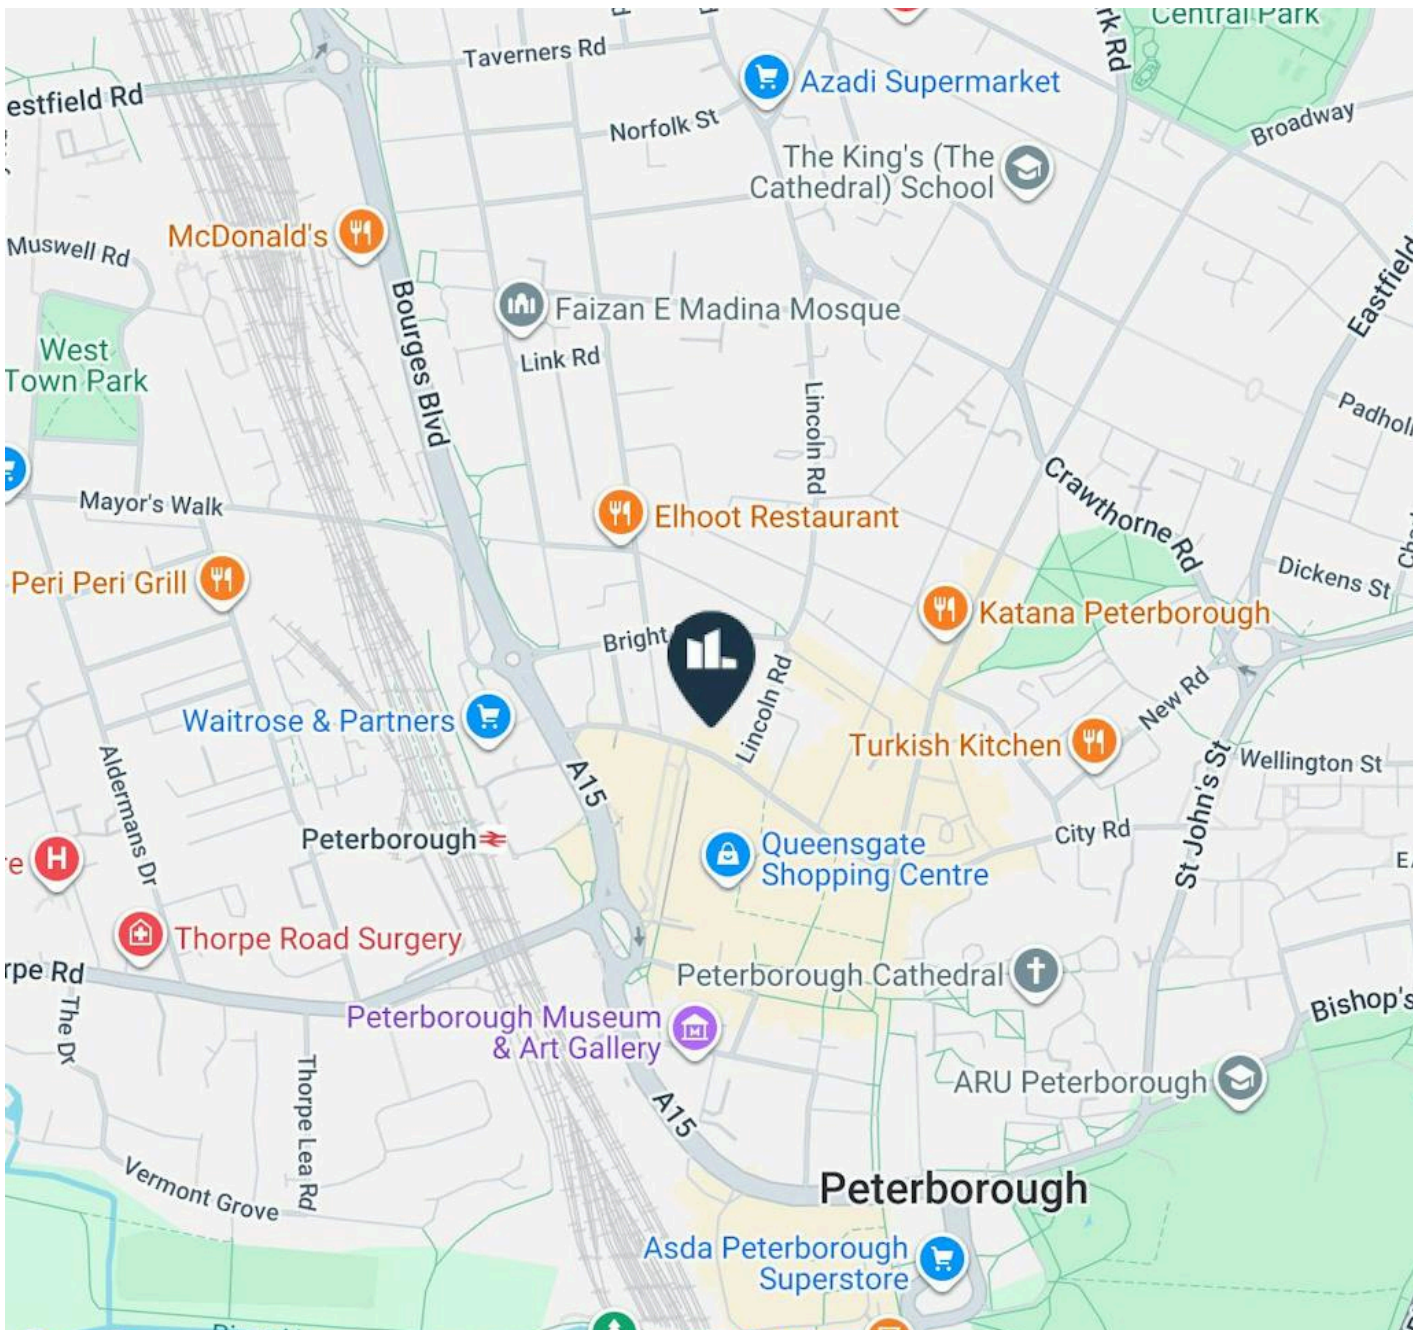 Central Park
Taverners Rd
Azadi Supermarket
Norfolk St
Broadway
The King's (The
Cathedral) School
McDonald's
Muswell Rd
Bourges Blvd
Faizan E Madina Mosque
Eastfield
West
Town Park
Link Rd
Lincoln Rd
Crawthorne Rd
Mayor's Walk
Elhoot Restaurant
Peri Peri Grill
Dickens St
Katana Peterborough
Bright
New Rd
Lincoln Rd
Waitrose & Partners
Turkish Kitchen
Wellington St
Aldermans Dr
A15
St John's St
City Rd
Peterborough
Queensgate
Shopping Centre
H
Thorpe Road Surgery
Peterborough Cathedral
The Dr
Peterborough Museum
& Art Gallery
M
Bishop's
Thorpe Lea Rd
A15
ARU Peterborough
Vermont Grove
Peterborough
Asda Peterborough
Superstore